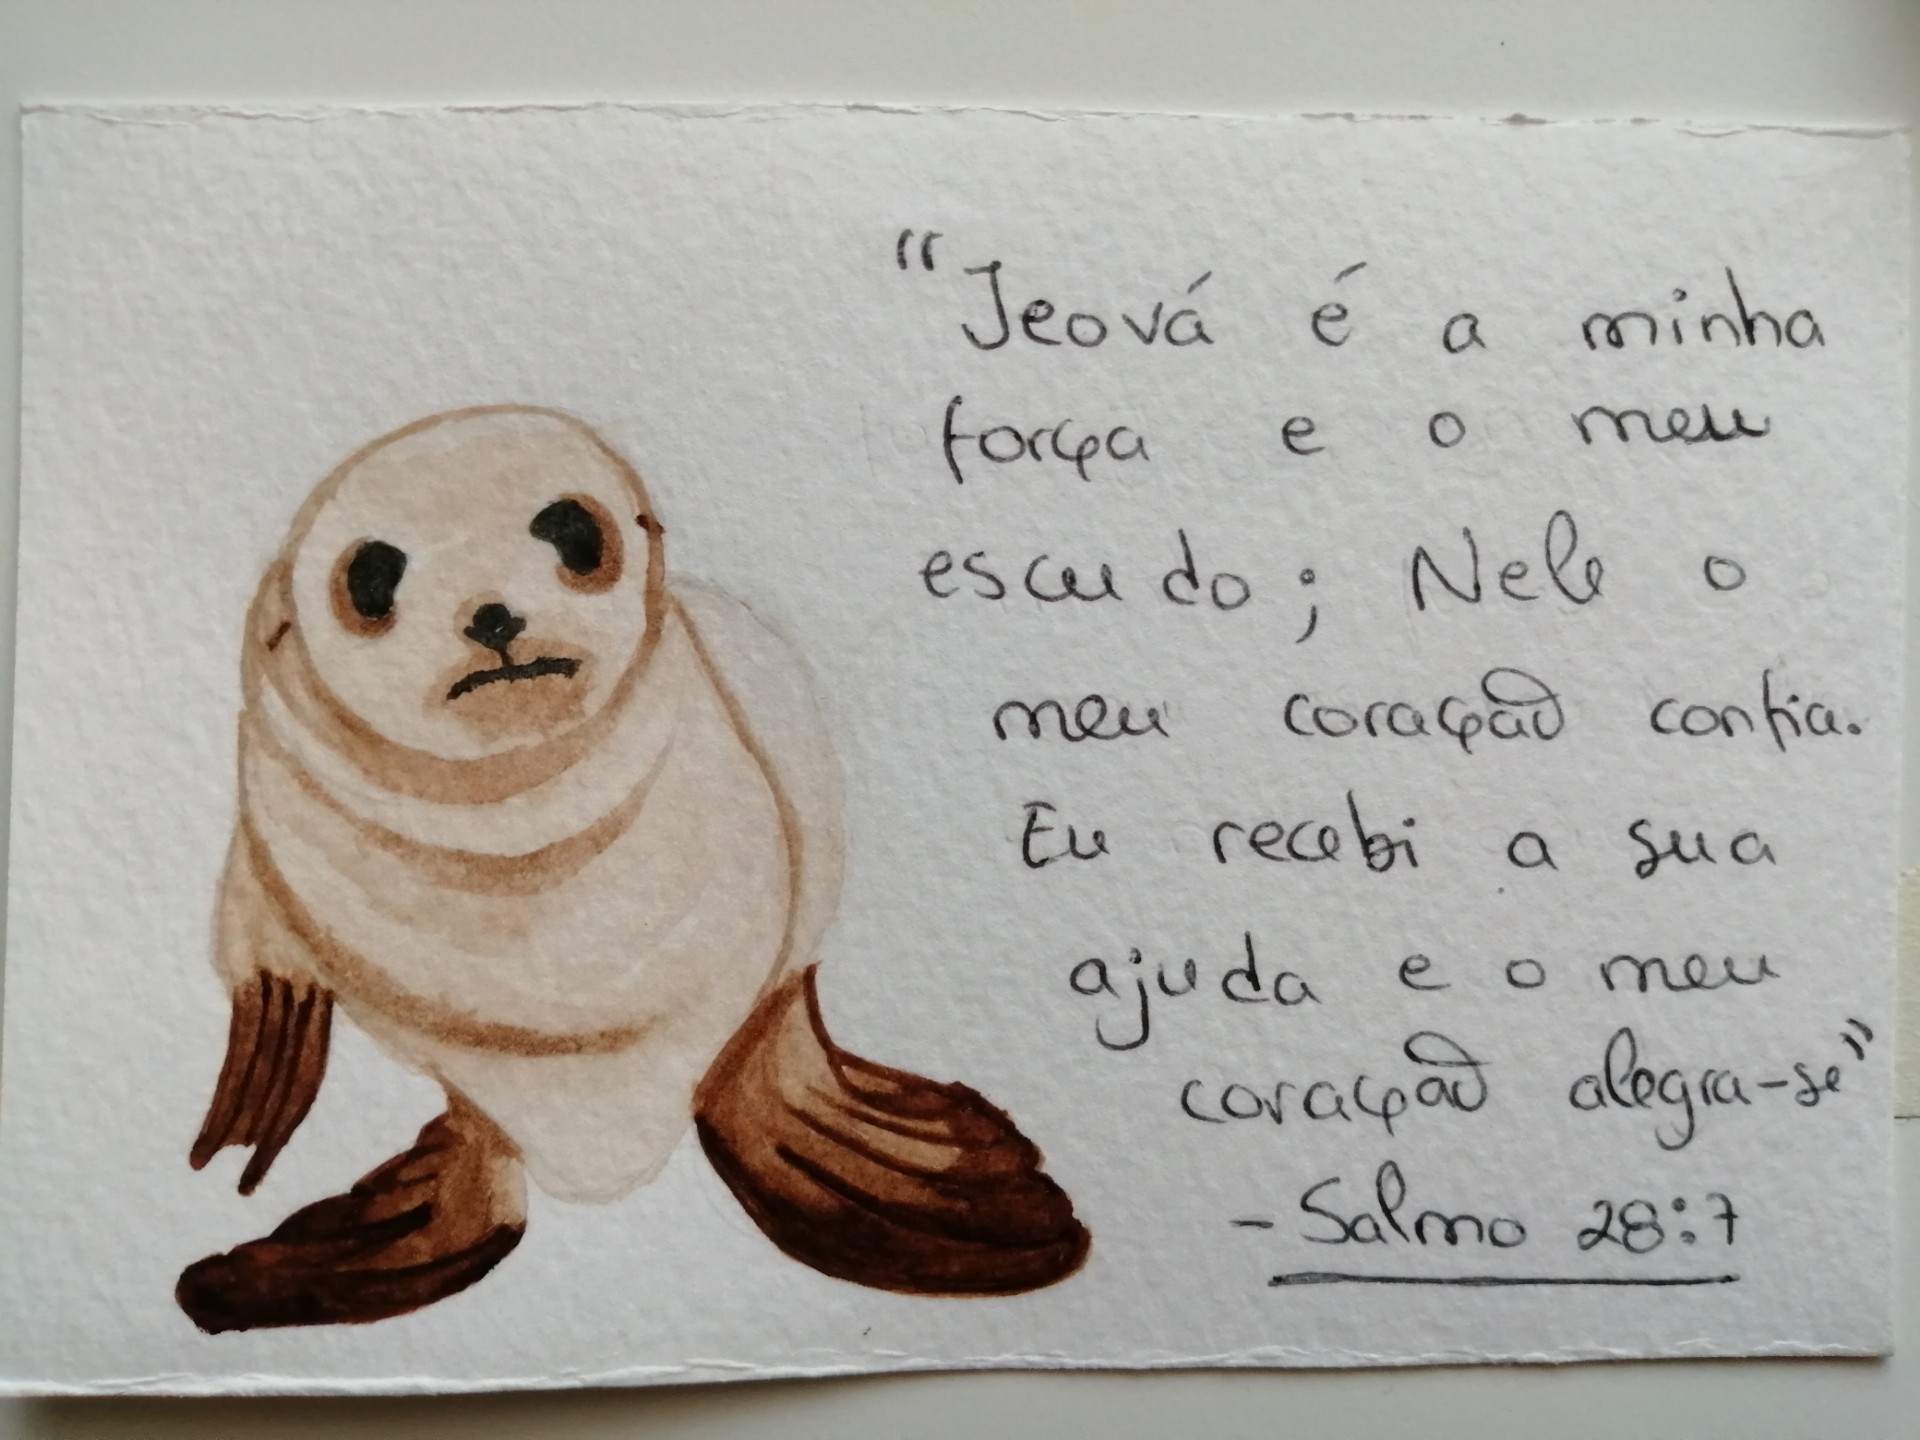 "Jeová é a minha
força e o meu
escudo; Nele o
meu coração confia.
Eu recebi a sua
ajuda e o meu
coração alegra-se"
- Salmo 28:7